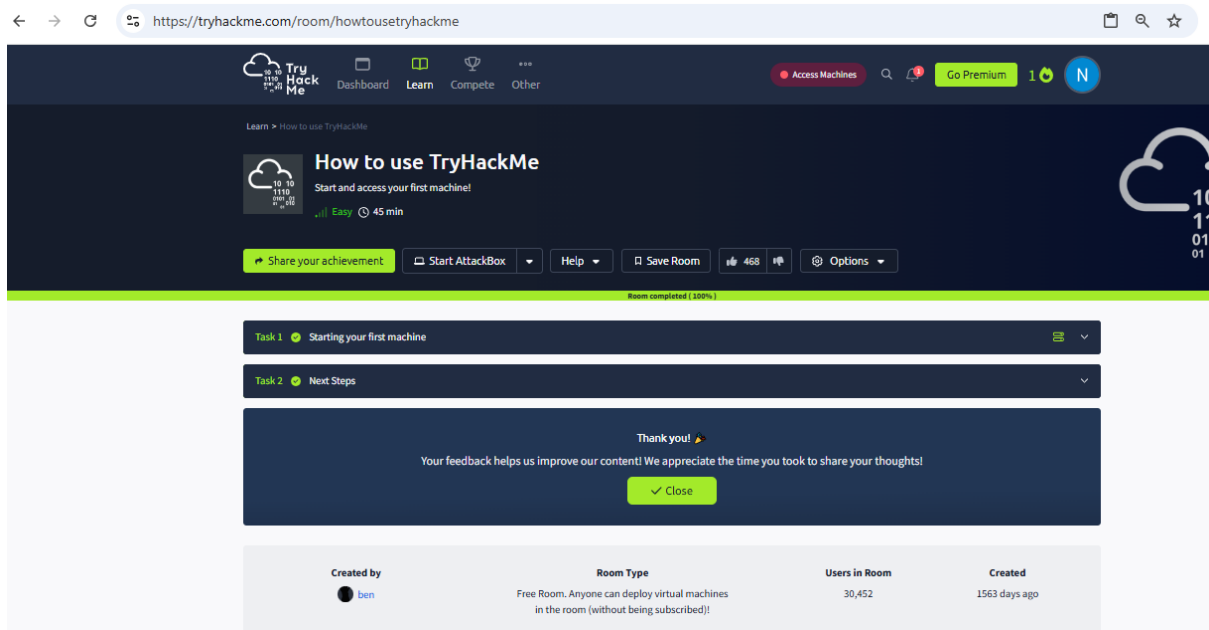 https://tryhackme.com/room/howtousetryhackme
Try
Hack
Me
Dashboard
Learn
Compete
Other
Access Machines
Go Premium
1
N
Learn > How to use TryHackMe
How to use TryHackMe
Start and access your first machine!
Easy 45 min
Share your achievement
Start AttackBox
Help
Save Room
468
Options
Room completed ( 100% )
Task 1 Starting your first machine
Task 2 Next Steps
Thank you!
Your feedback helps us improve our content! We appreciate the time you took to share your thoughts!
Close
Created by
ben
Room Type
Free Room. Anyone can deploy virtual machines
in the room (without being subscribed)!
Users in Room
30,452
Created
1563 days ago